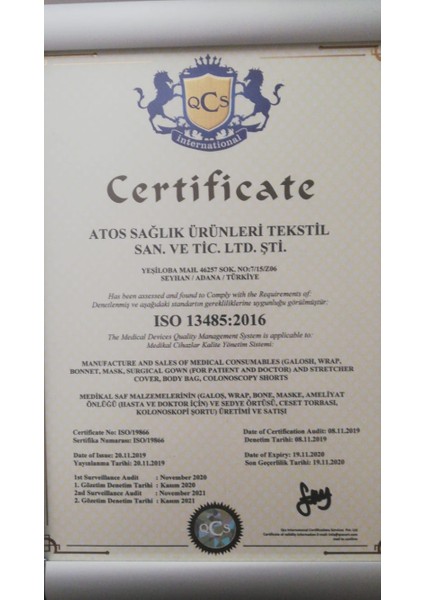 QCS
International
Certificate
ATOS SAĞLIK ÜRÜNLERİ TEKSTİL
SAN. VE TİC. LTD. ŞTİ.
YEŞİLOBA MAH. 46257 SOK. NO:7/15/Z06
SEYHAN / ADANA / TÜRKİYE
Has been assessed and found to Comply with the Requirements of:
Denetlenmiş ve aşağıdaki standartın gerekliliklerine uygunluğu görülmüştür:
ISO 13485:2016
The Medical Devices Quality Management System is applicable to:
Medikal Cihazlar Kalite Yönetim Sistemi:
MANUFACTURE AND SALES OF MEDICAL CONSUMABLES (GALOSH, WRAP,
BONNET, MASK, SURGICAL GOWN (FOR PATIENT AND DOCTOR) AND STRETCHER
COVER, BODY BAG, COLONOSCOPY SHORTS
MEDİKAL SAF MALZEMELERİNİN (GALOŞ, WRAP, BONE, MASKE, AMELİYAT
ÖNLÜĞÜ (HASTA VE DOKTOR İÇİN) VE SEDYE ÖRTÜSÜ, CESET TORBASI,
KOLONOSKOPİ ŞORTU) ÜRETİMİ VE SATIŞI
Certificate No: ISO/19866 Date of Certification Audit: 08.11.2019
Sertifika Numarası: ISO/19866 Denetim Tarihi: 08.11.2019
Date of Issue: 20.11.2019 Date of Expiry: 19.11.2020
Yayınlanma Tarihi: 20.11.2019 Son Geçerlilik Tarihi: 19.11.2020
1st Surveillance Audit : November 2020
1. Gözetim Denetim Tarihi : Kasım 2020
2nd Surveillance Audit : November 2021
2. Gözetim Denetim Tarihi : Kasım 2021
QCS